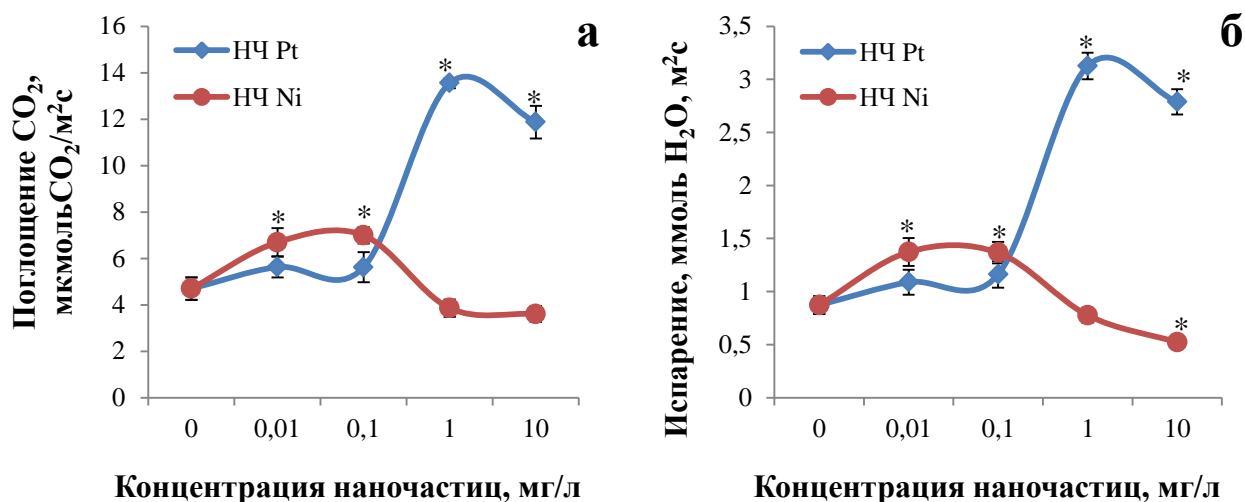 а
Поглощение CO₂,
мкмольCO₂/м²с
16
14
12
10
8
6
4
2
0
НЧ Pt
НЧ Ni
*
*
*
*
0 0,01 0,1 1 10
Концентрация наночастиц, мг/л
б
Испарение, ммоль H₂O, м²с
3,5
3
2,5
2
1,5
1
0,5
0
НЧ Pt
НЧ Ni
*
*
*
*
*
0 0,01 0,1 1 10
Концентрация наночастиц, мг/л